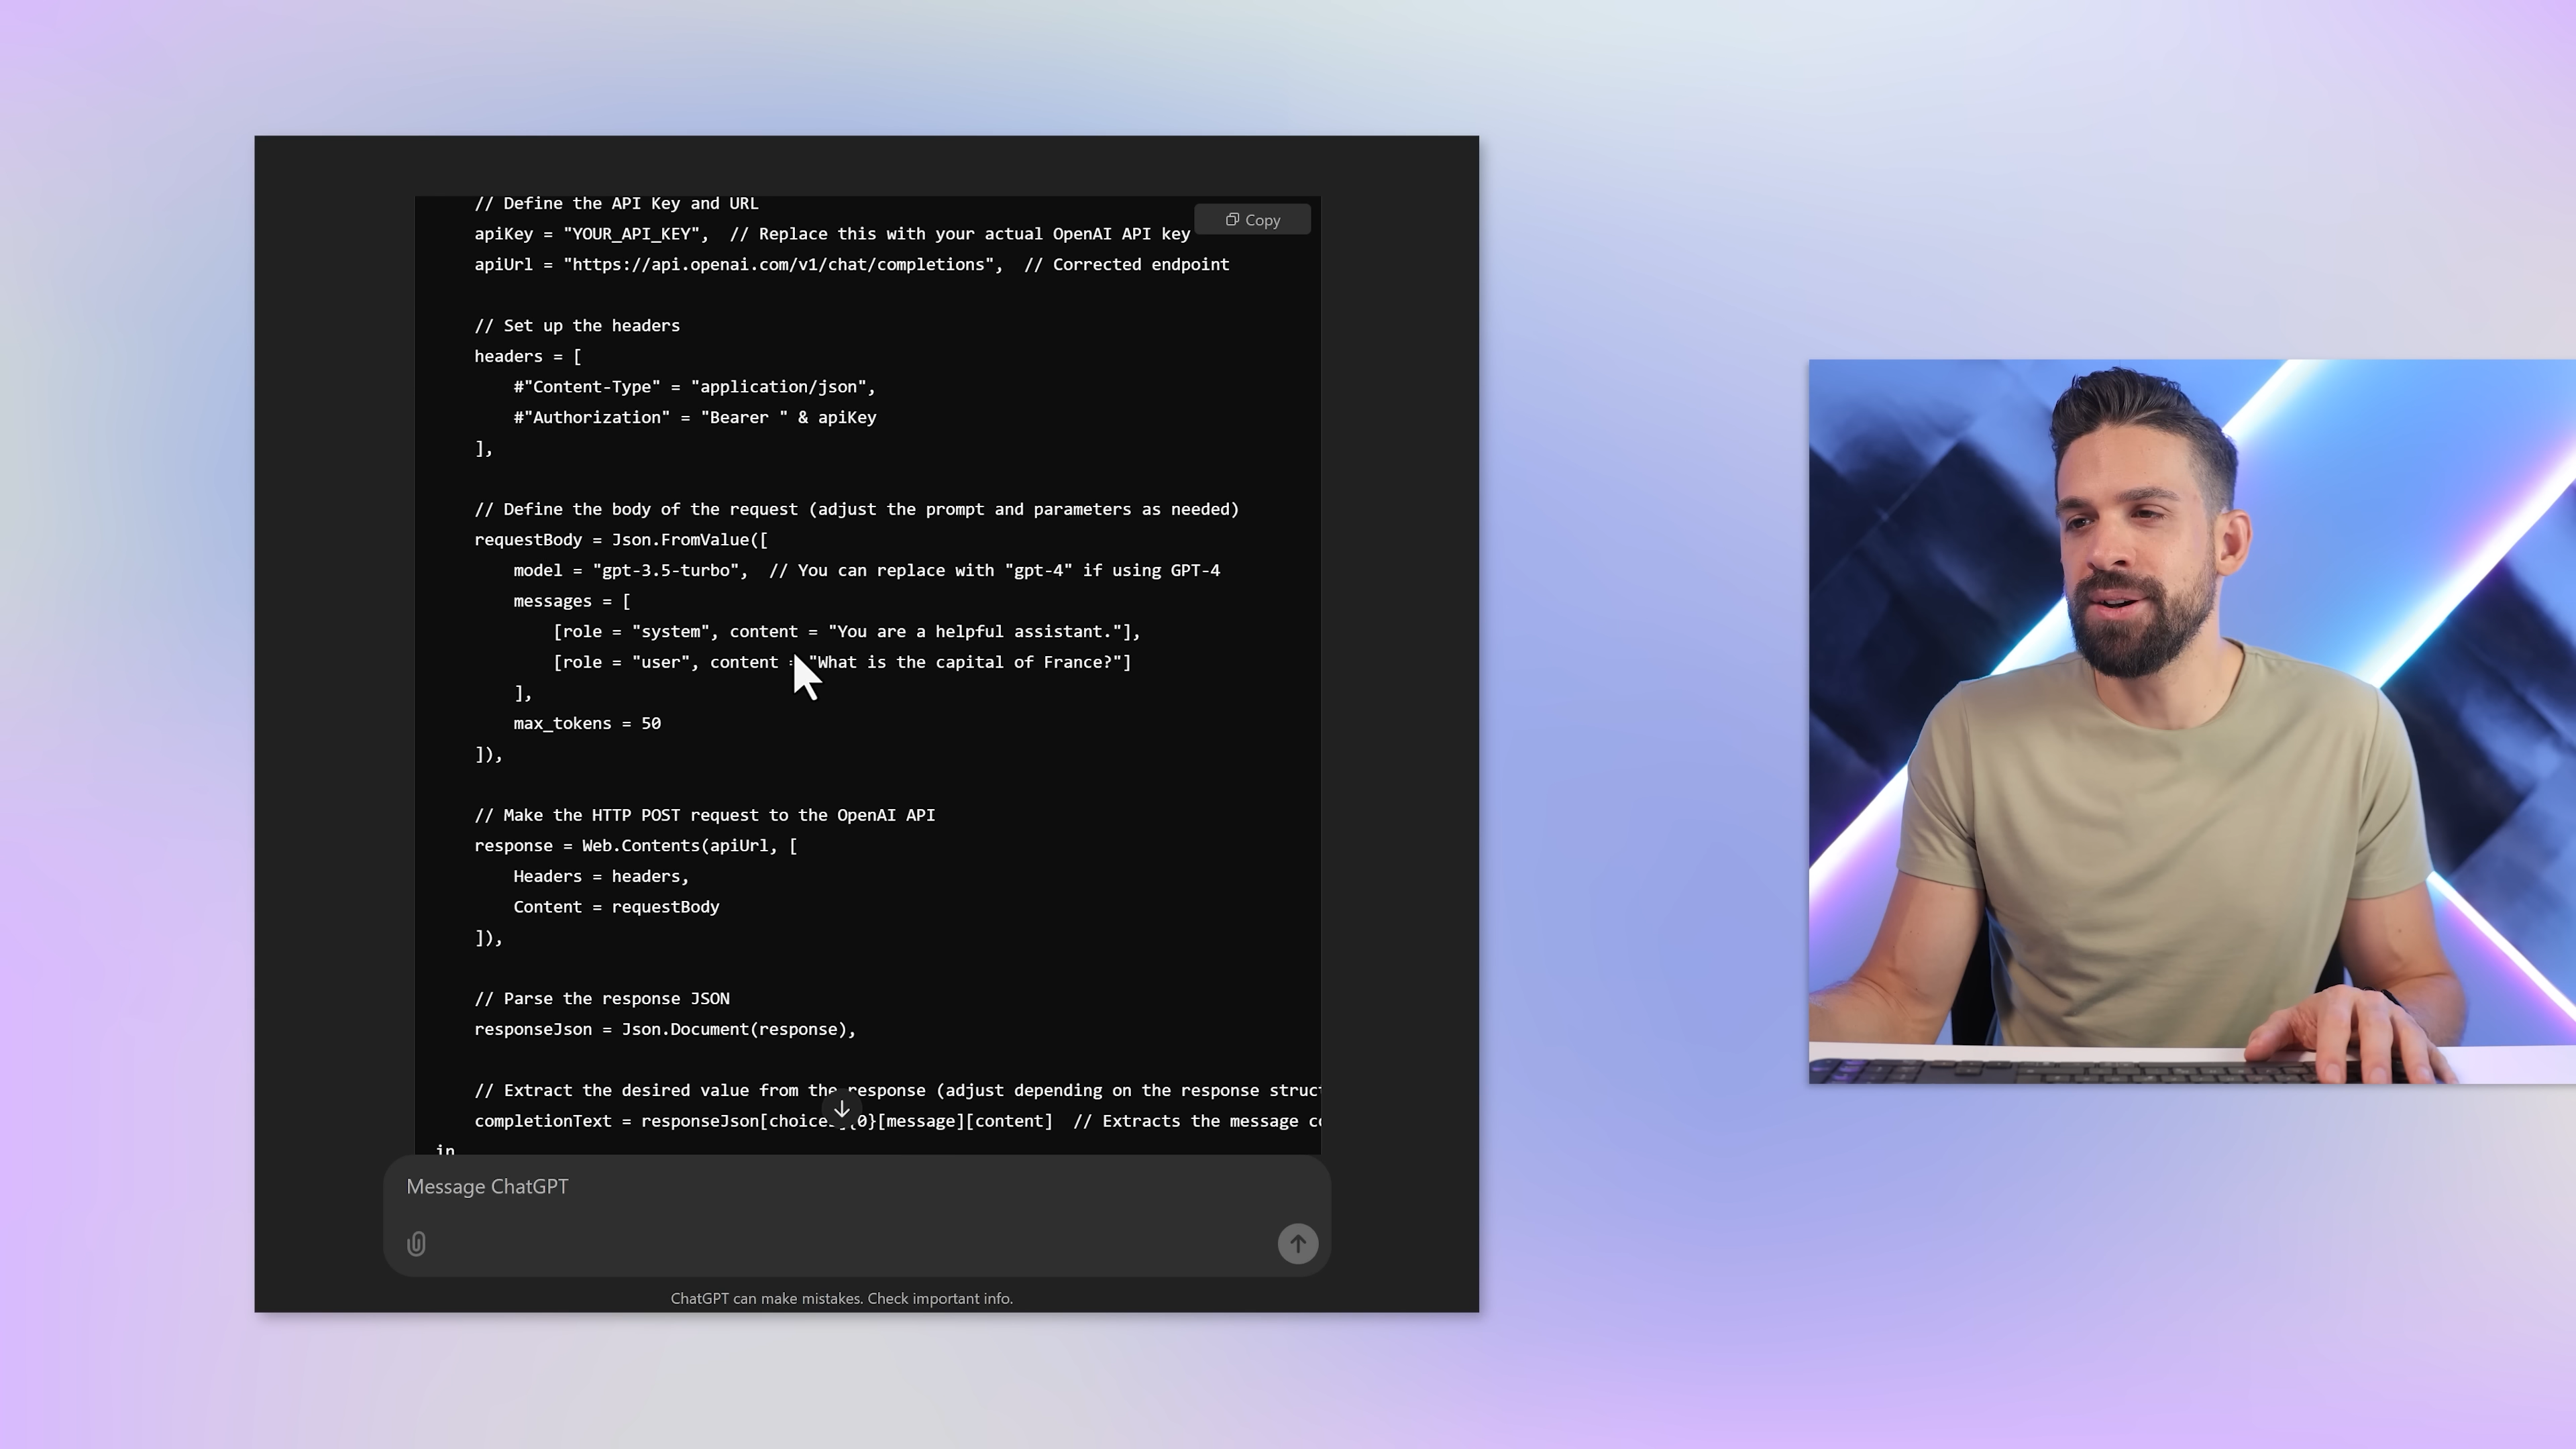 // Define the API Key and URL
Copy
apiKey = "YOUR_API_KEY",  // Replace this with your actual OpenAI API key
apiUrl = "https://api.openai.com/v1/chat/completions",  // Corrected endpoint
// Set up the headers
headers = [
#"Content-Type" = "application/json",
#"Authorization" = "Bearer " & apiKey
],
// Define the body of the request (adjust the prompt and parameters as needed)
requestBody = Json.FromValue([
model = "gpt-3.5-turbo",  // You can replace with "gpt-4" if using GPT-4
messages = [
[role = "system", content = "You are a helpful assistant."],
[role = "user", content = "What is the capital of France?"]
],
max_tokens = 50
]),
// Make the HTTP POST request to the OpenAI API
response = Web.Contents(apiUrl, [
Headers = headers,
Content = requestBody
]),
// Parse the response JSON
responseJson = Json.Document(response),
// Extract the desired value from the response (adjust depending on the response struct
completionText = responseJson[choices]{0}[message][content]  // Extracts the message co
in
Message ChatGPT
ChatGPT can make mistakes. Check important info.